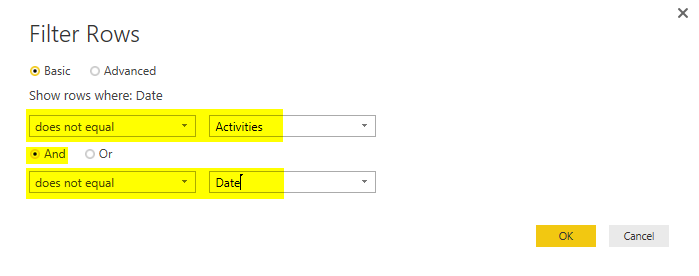 Filter Rows
Basic Advanced
Show rows where: Date
does not equal Activities
And Or
does not equal Date
OK Cancel